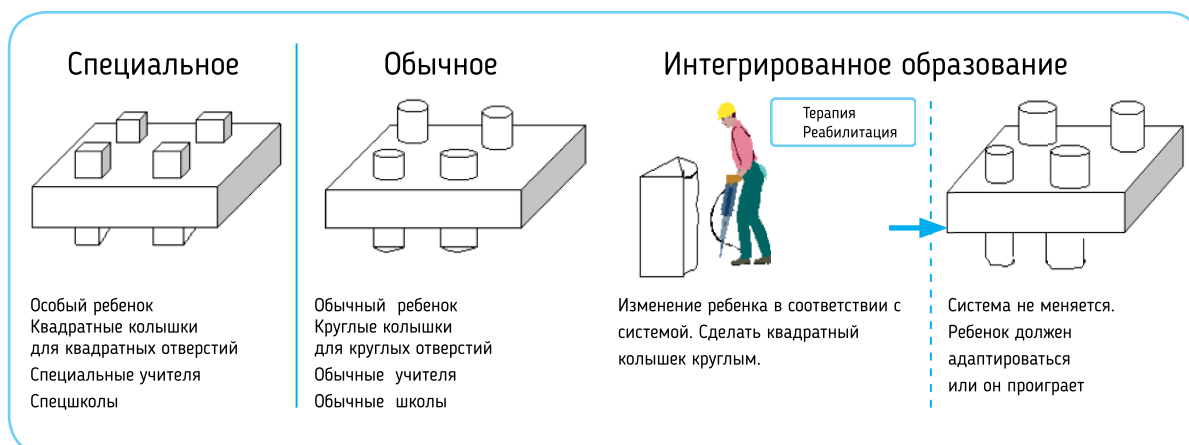 Специальное
Особый ребенок
Квадратные колышки
для квадратных отверстий
Специальные учителя
Спецшколы
Обычное
Обычный ребенок
Круглые колышки
для круглых отверстий
Обычные учителя
Обычные школы
Интегрированное образование
Терапия
Реабилитация
Изменение ребенка в соответствии с
системой. Сделать квадратный
колышек круглым.
Система не меняется.
Ребенок должен
адаптироваться
или он проиграет